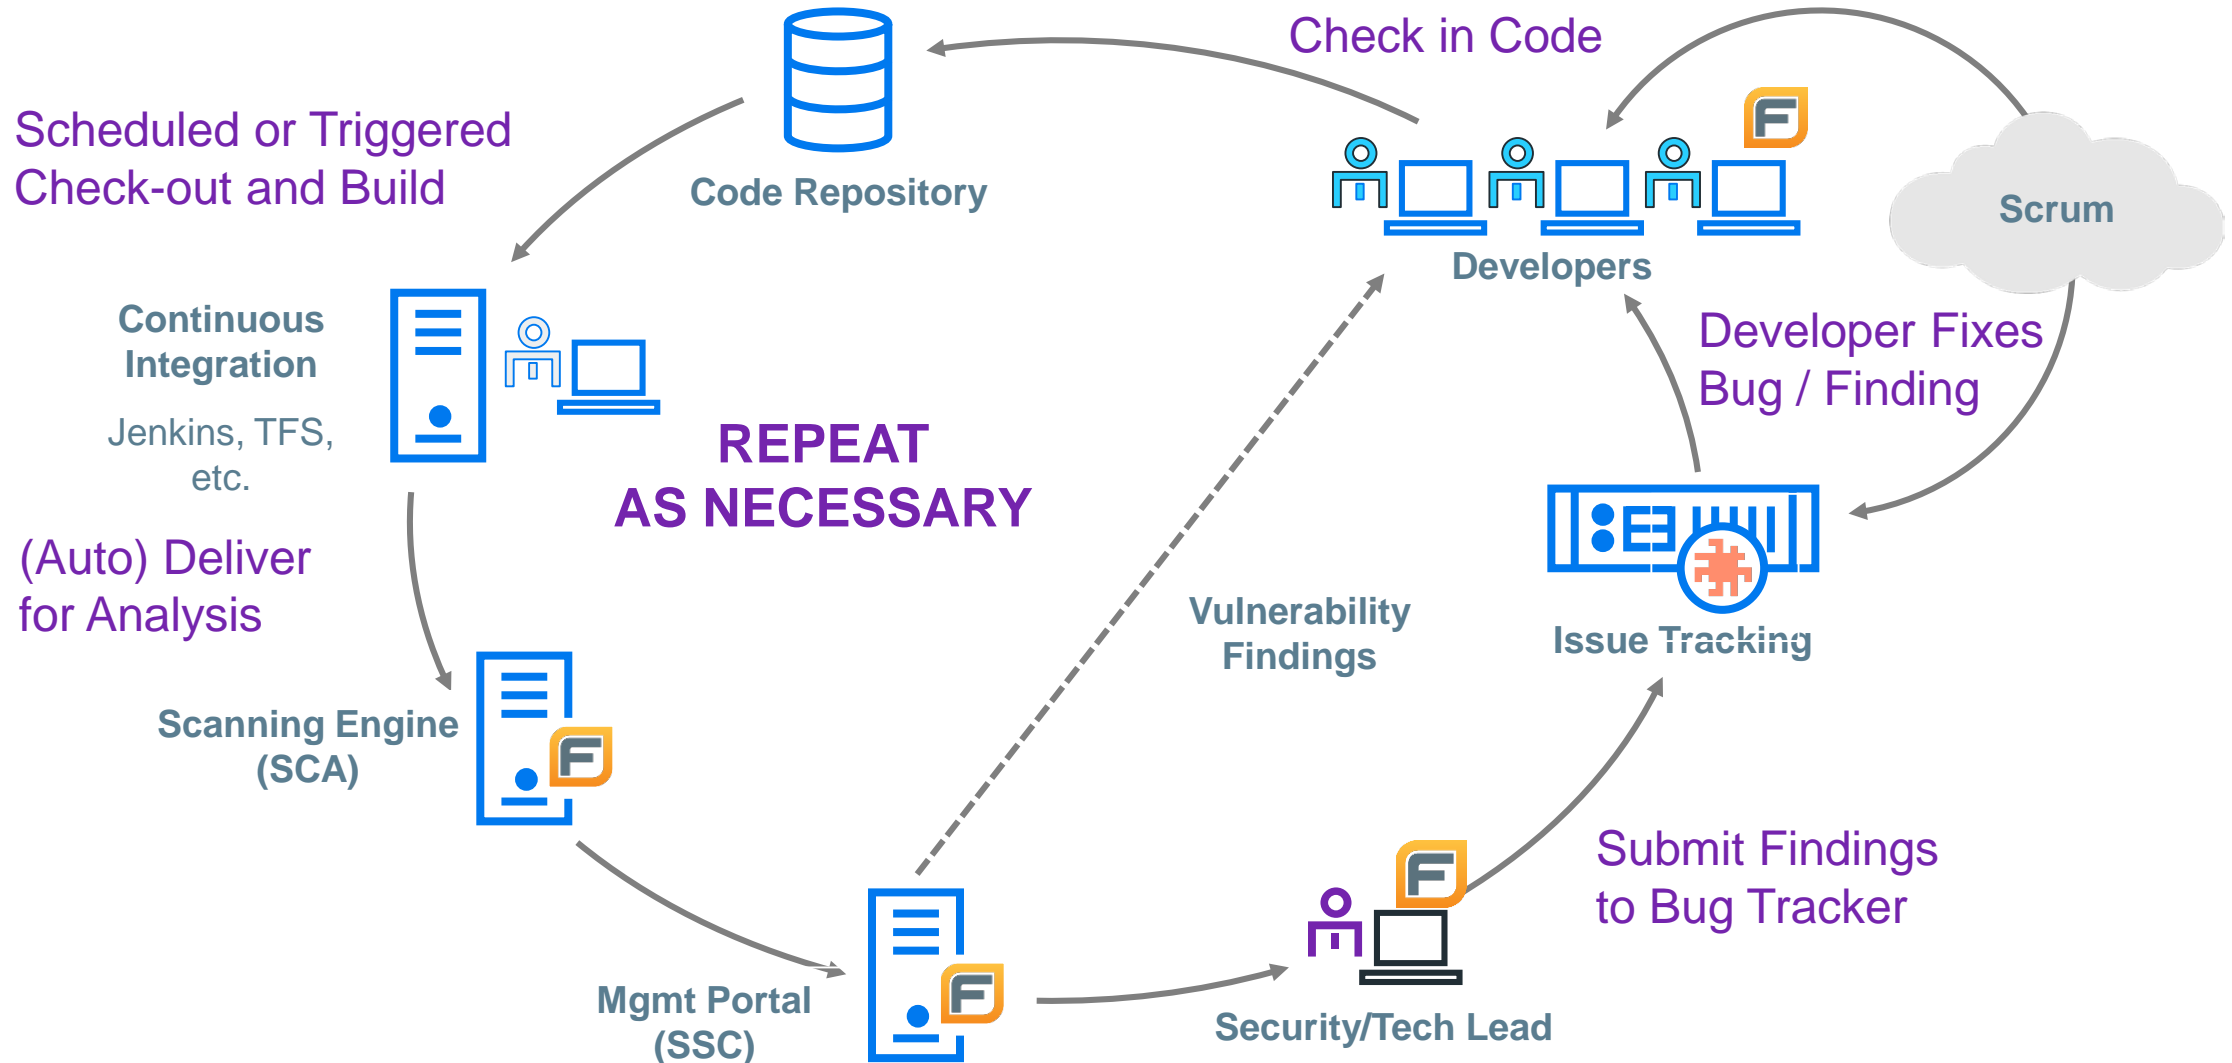 Check in Code
Scheduled or Triggered
Check-out and Build
Code Repository
Developers
Scrum
Continuous
Integration
Jenkins, TFS,
etc.
REPEAT
AS NECESSARY
Developer Fixes
Bug / Finding
(Auto) Deliver
for Analysis
Vulnerability
Findings
Issue Tracking
Scanning Engine
(SCA)
Submit Findings
to Bug Tracker
Mgmt Portal
(SSC)
Security/Tech Lead
F
F
F
F